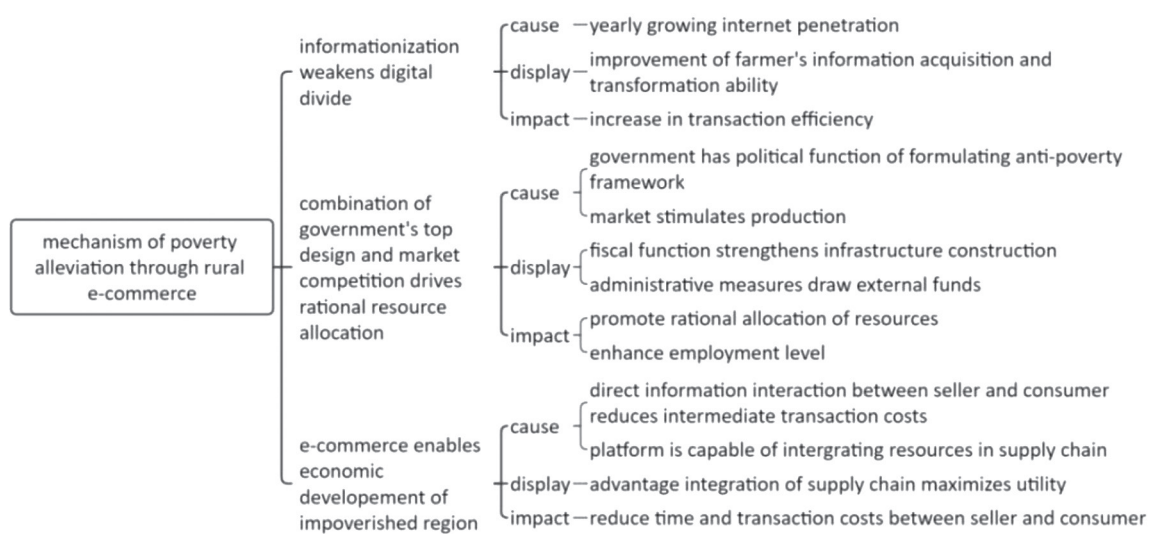 mechanism of poverty
alleviation through rural
e-commerce
informationization
weakens digital
divide
cause
yearly growing internet penetration
display
improvement of farmer's information acquisition and
transformation ability
impact
increase in transaction efficiency
combination of
government's top
design and market
competition drives
rational resource
allocation
cause
government has political function of formulating anti-poverty
framework
market stimulates production
display
fiscal function strengthens infrastructure construction
administrative measures draw external funds
impact
promote rational allocation of resources
enhance employment level
e-commerce enables
economic
developement of
impoverished region
cause
direct information interaction between seller and consumer
reduces intermediate transaction costs
platform is capable of intergrating resources in supply chain
display
advantage integration of supply chain maximizes utility
impact
reduce time and transaction costs between seller and consumer